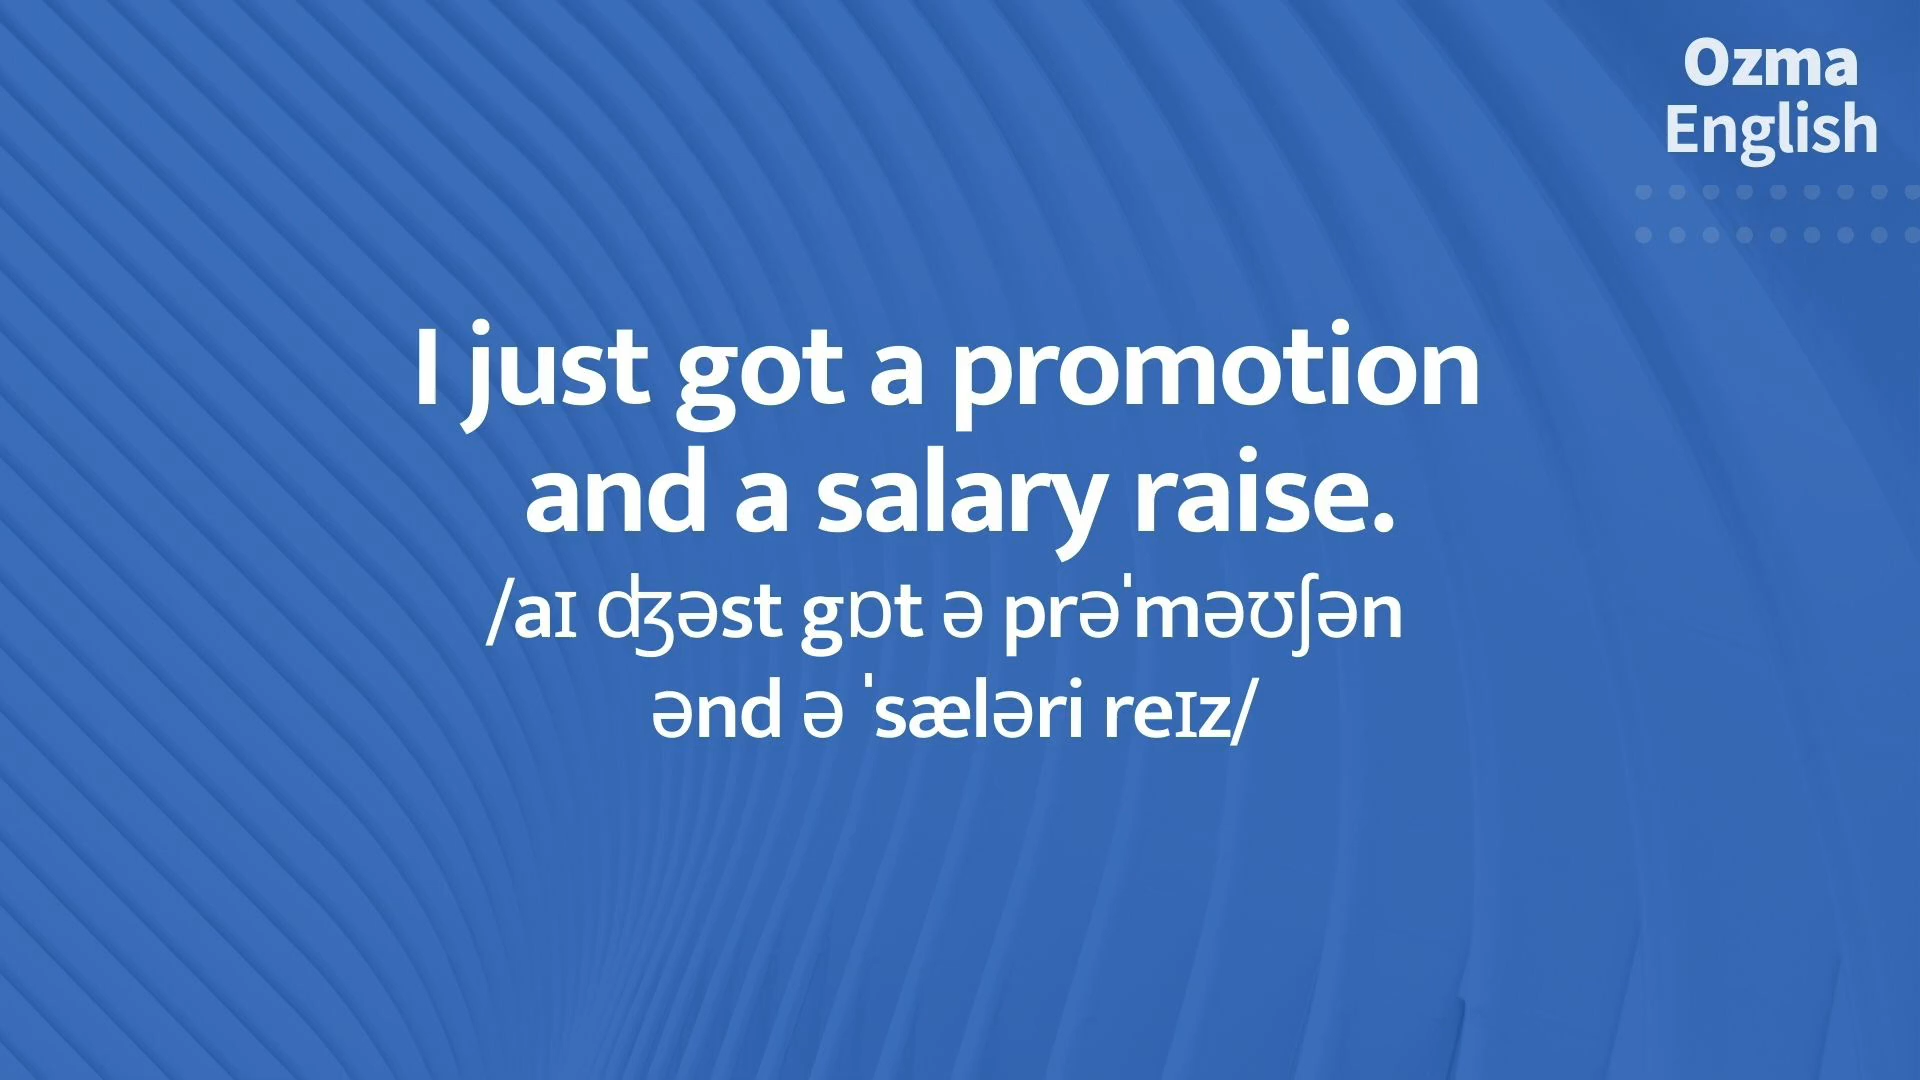 Ozma
English
I just got a promotion
and a salary raise.
/aɪ ʤəst gɒt ə prəˈməʊʃən
ənd ə ˈsæləri reɪz/